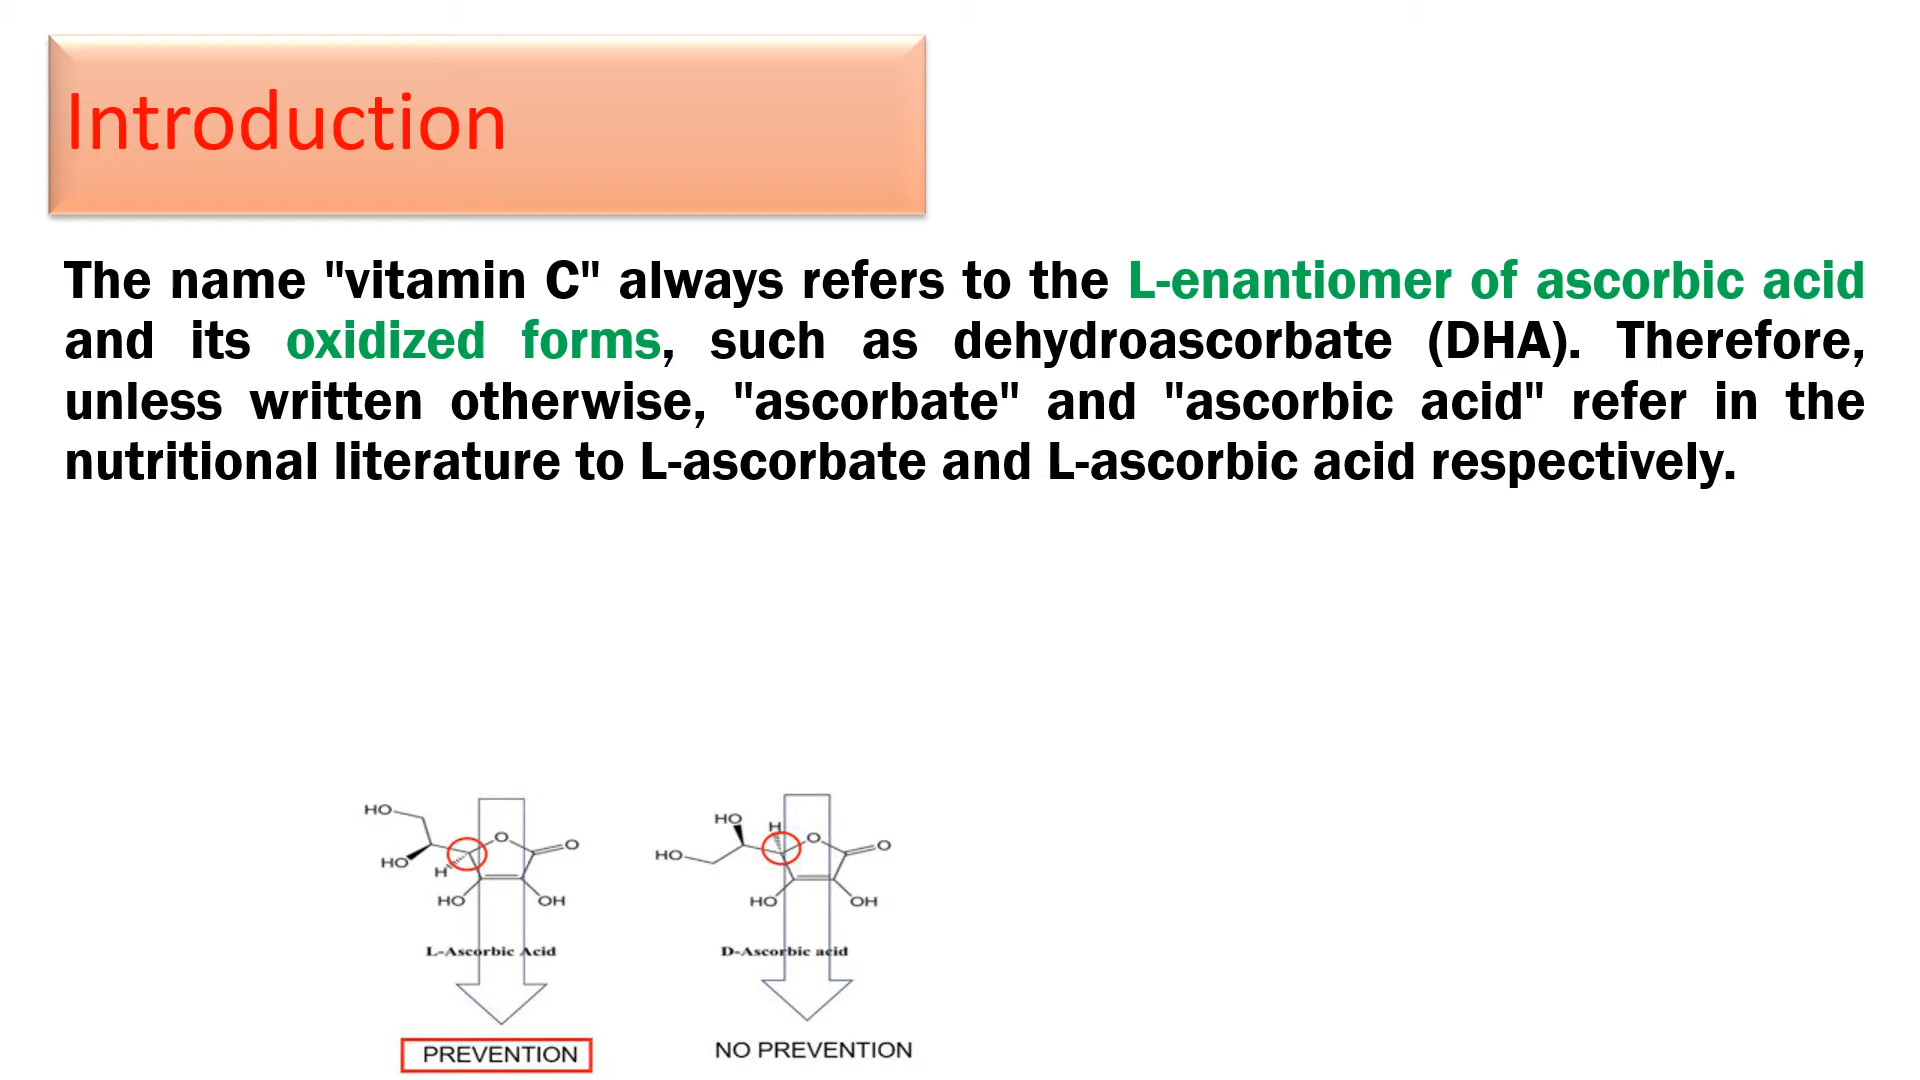 Introduction
The name "vitamin C" always refers to the L-enantiomer of ascorbic acid
and its oxidized forms, such as dehydroascorbate (DHA). Therefore,
unless written otherwise, "ascorbate" and "ascorbic acid" refer in the
nutritional literature to L-ascorbate and L-ascorbic acid respectively.
HO
HO
H
O
O
HO
OH
L-Ascorbic Acid
PREVENTION
HO
H
HO
O
O
HO
OH
D-Ascorbic acid
NO PREVENTION